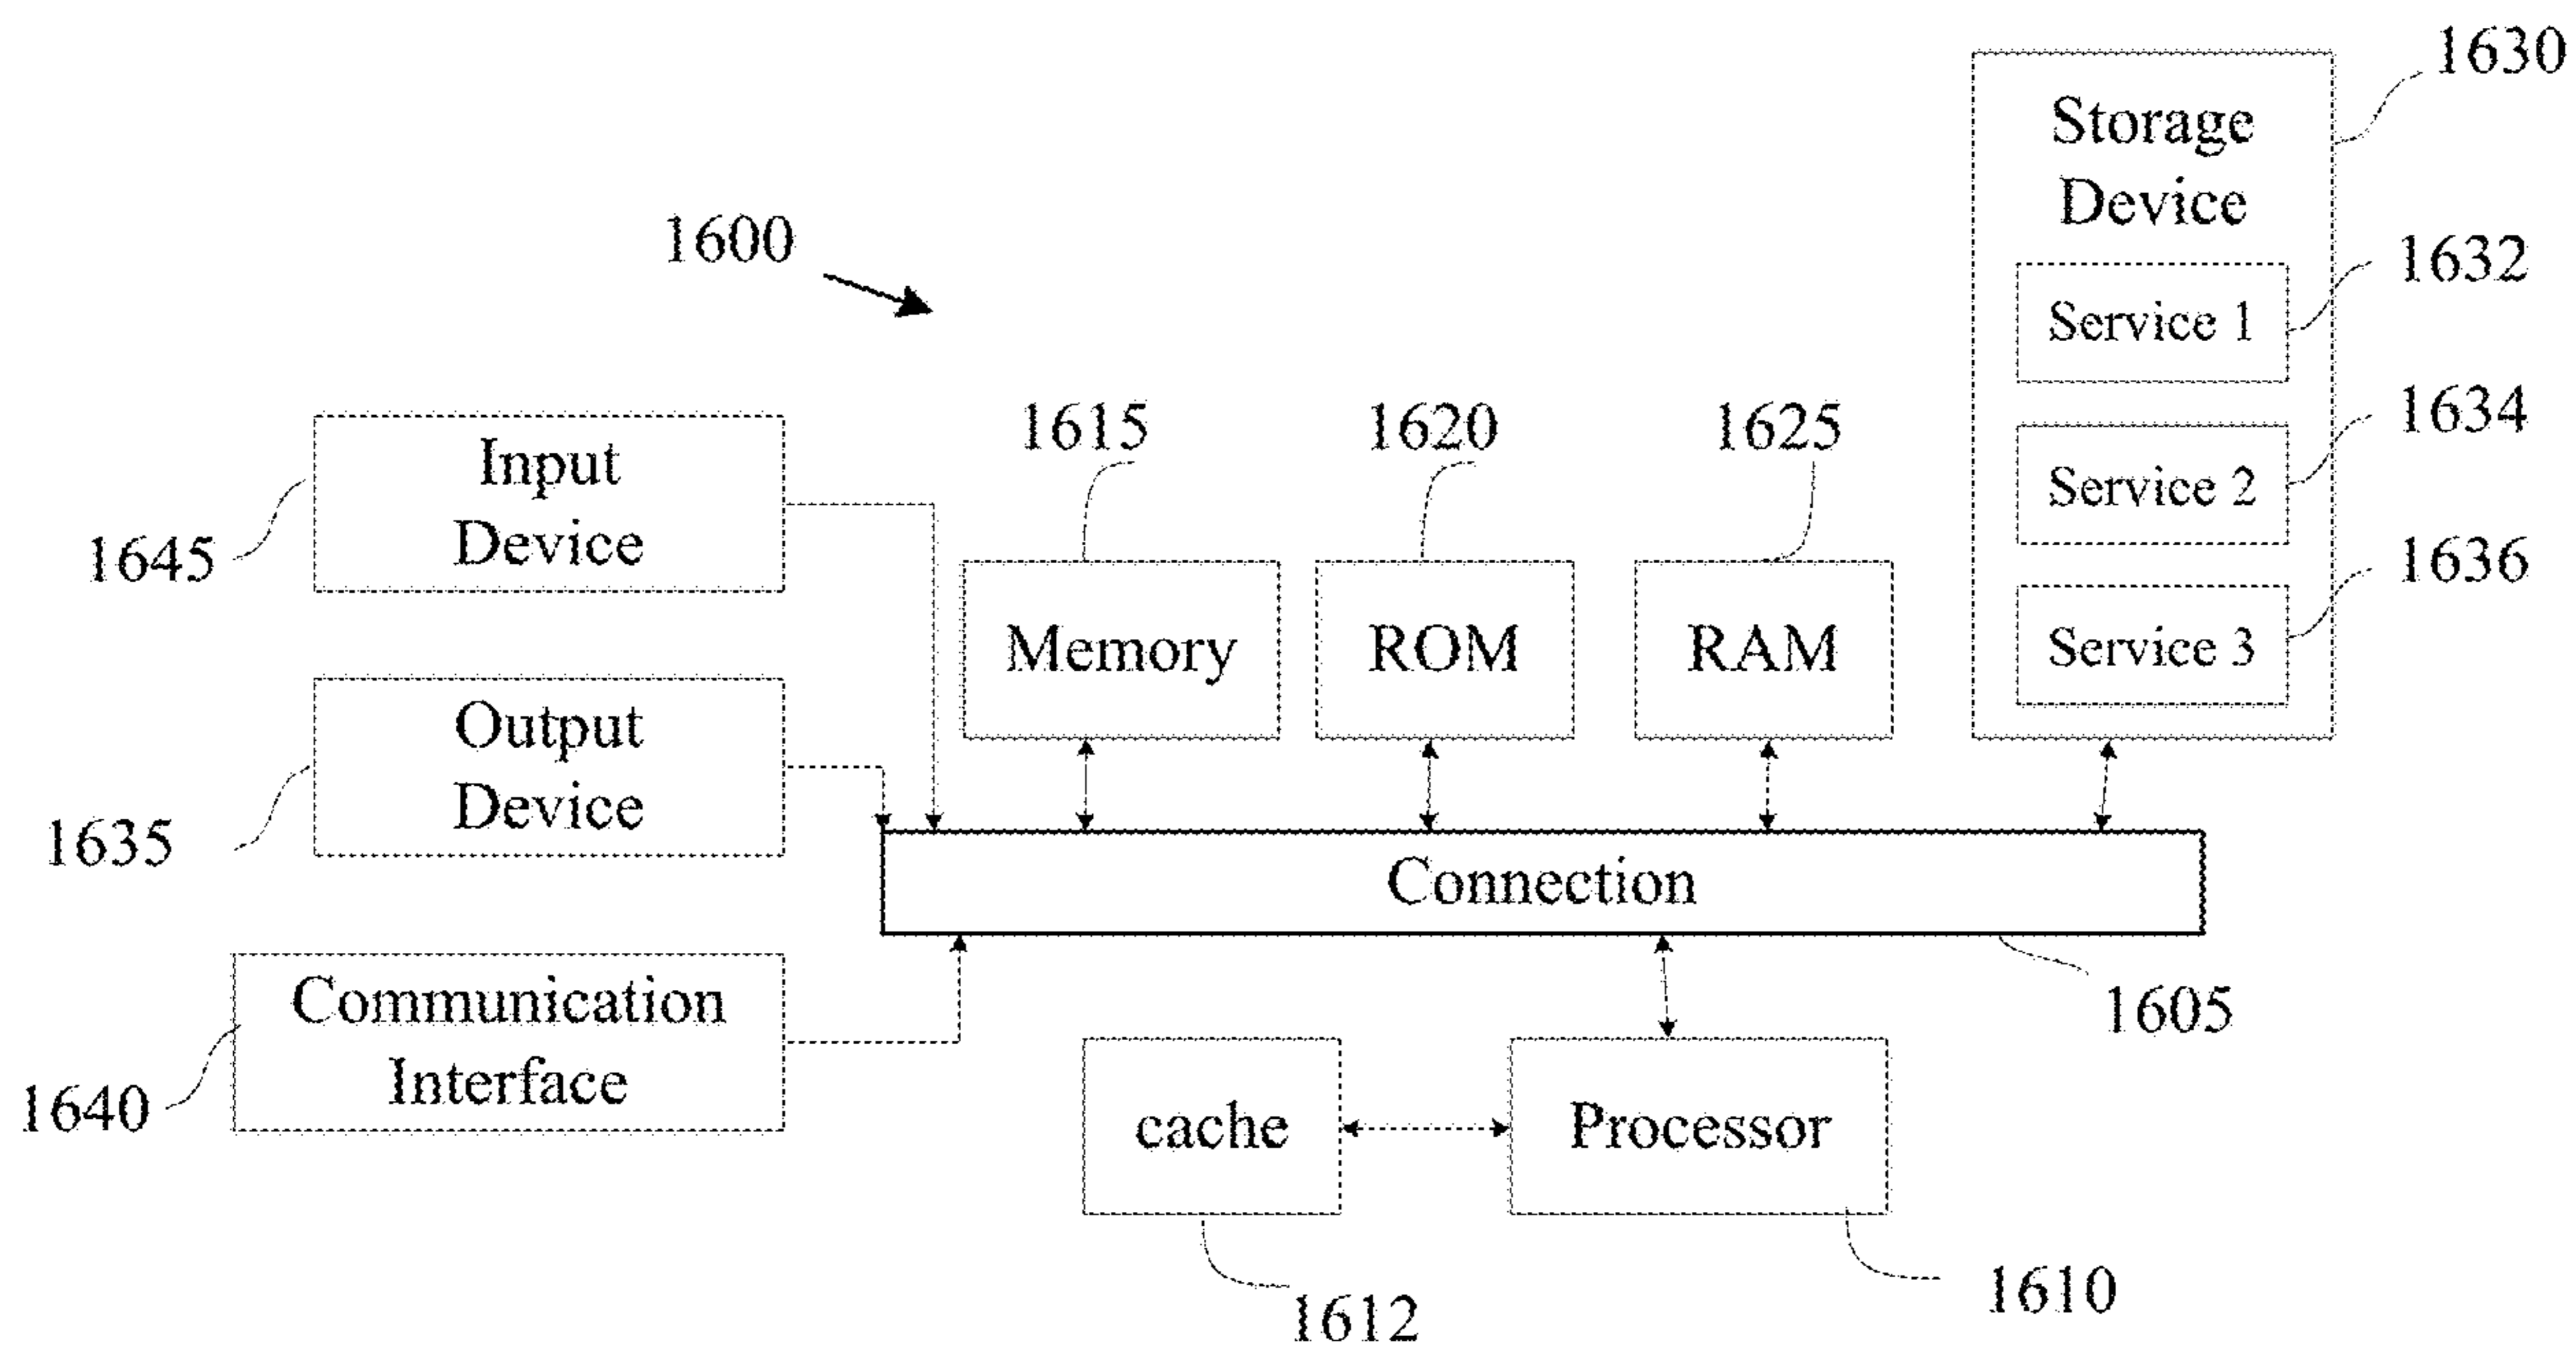 1630
Storage
Device
1600
1632
Service 1
1615
1620
1625
1634
Input
Device
Service 2
1645
1636
Memory
ROM
RAM
Service 3
Output
Device
1635
Connection
Communication
Interface
1605
1640
cache
Processor
1610
1612